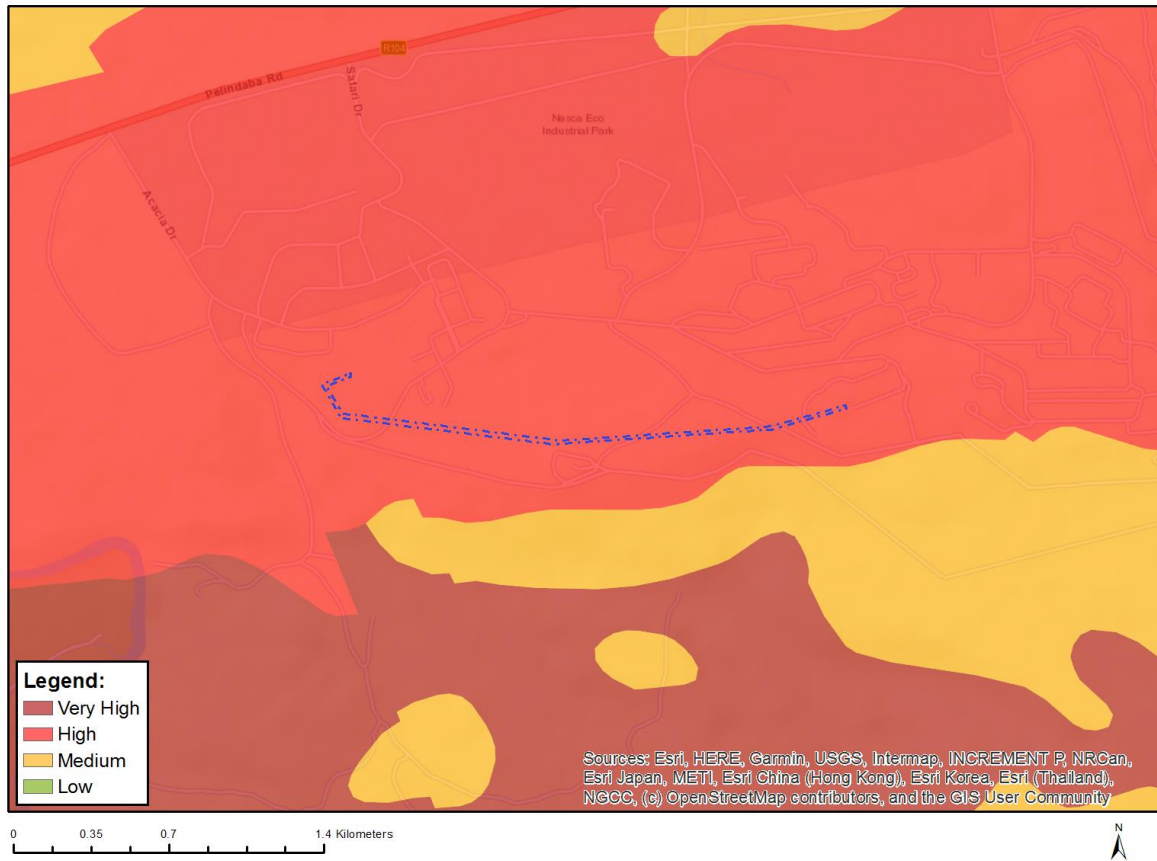 R104
Pelindaba Rd
Safari Dr
Necsa Eco
Industrial Park
Acacia Dr
Legend:
Very High
High
Medium
Low
Sources: Esri, HERE, Garmin, USGS, Intermap, INCREMENT P, NRCan,
Esri Japan, METI, Esri China (Hong Kong), Esri Korea, Esri (Thailand),
NGCC, (c) OpenStreetMap contributors, and the GIS User Community
0 0.35 0.7 1.4 Kilometers
N